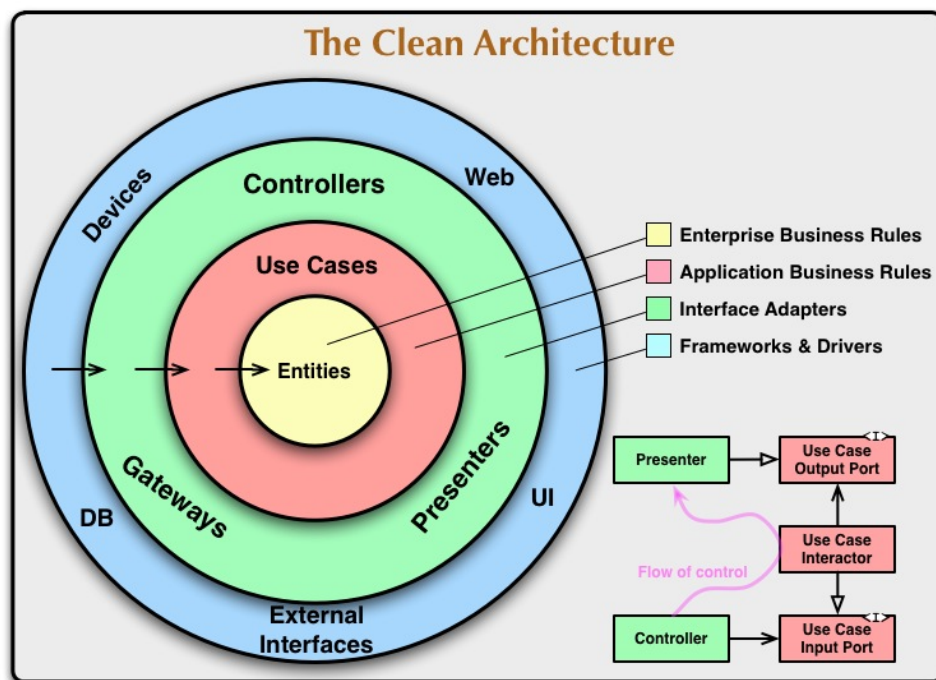 The Clean Architecture
Devices
Web
Controllers
Use Cases
Entities
Gateways
Presenters
DB
UI
External
Interfaces
Enterprise Business Rules
Application Business Rules
Interface Adapters
Frameworks & Drivers
Presenter
Use Case
Output Port
<I>
Flow of control
Use Case
Interactor
Controller
Use Case
Input Port
<I>